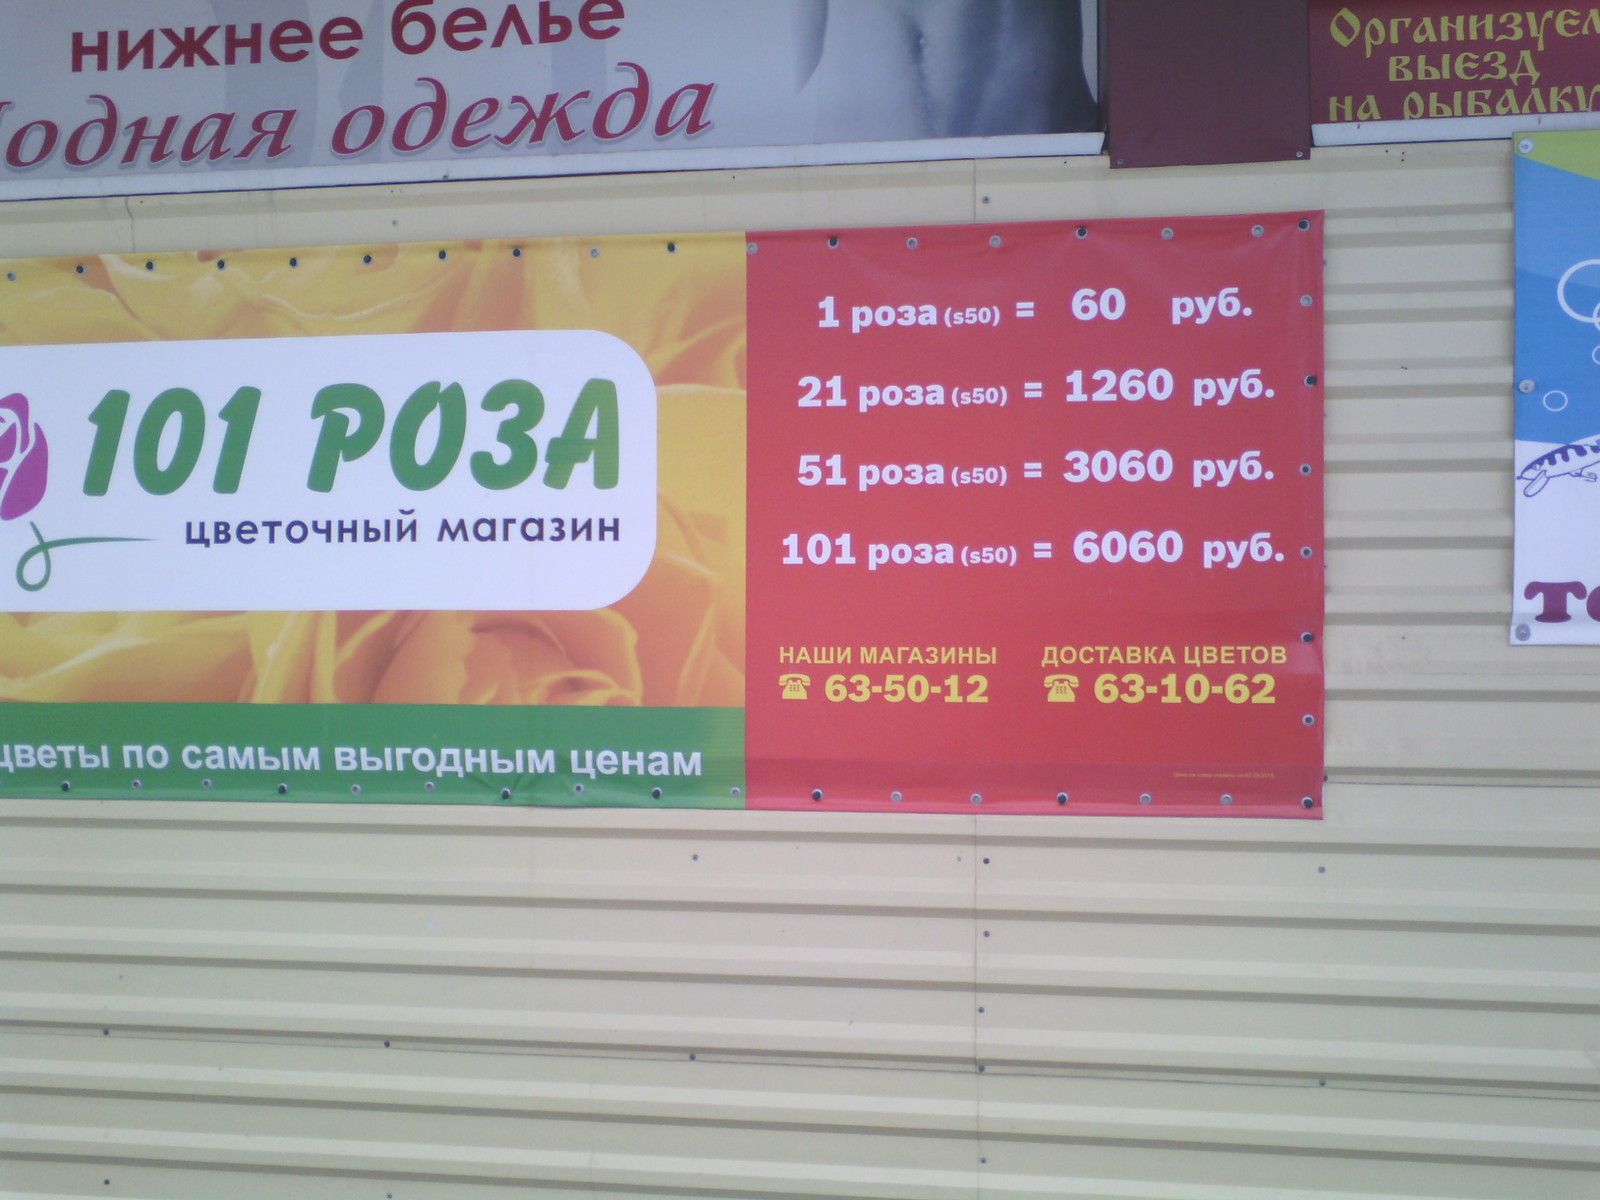 нижнее белье
одная одежда
Организуем
выезд
на рыбалку
101 РОЗА
цветочный магазин
цветы по самым выгодным ценам
1 роза (s50) = 60 руб.
21 роза (s50) = 1260 руб.
51 роза (s50) = 3060 руб.
101 роза (s50) = 6060 руб.
НАШИ МАГАЗИНЫ
63-50-12
ДОСТАВКА ЦВЕТОВ
63-10-62